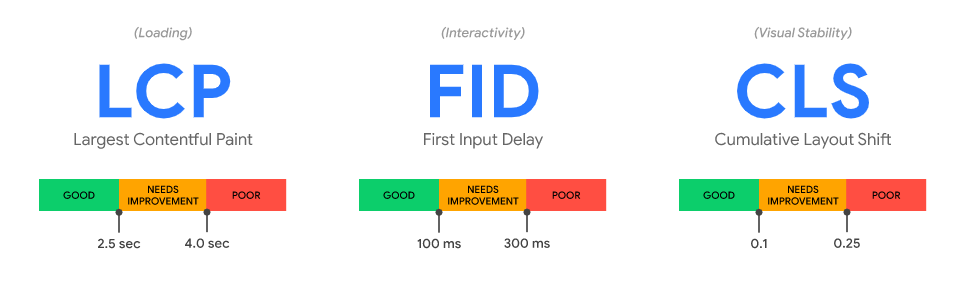 (Loading)
LCP
Largest Contentful Paint
GOOD
NEEDS
IMPROVEMENT
POOR
2.5 sec
4.0 sec
(Interactivity)
FID
First Input Delay
GOOD
NEEDS
IMPROVEMENT
POOR
100 ms
300 ms
(Visual Stability)
CLS
Cumulative Layout Shift
GOOD
NEEDS
IMPROVEMENT
POOR
0.1
0.25